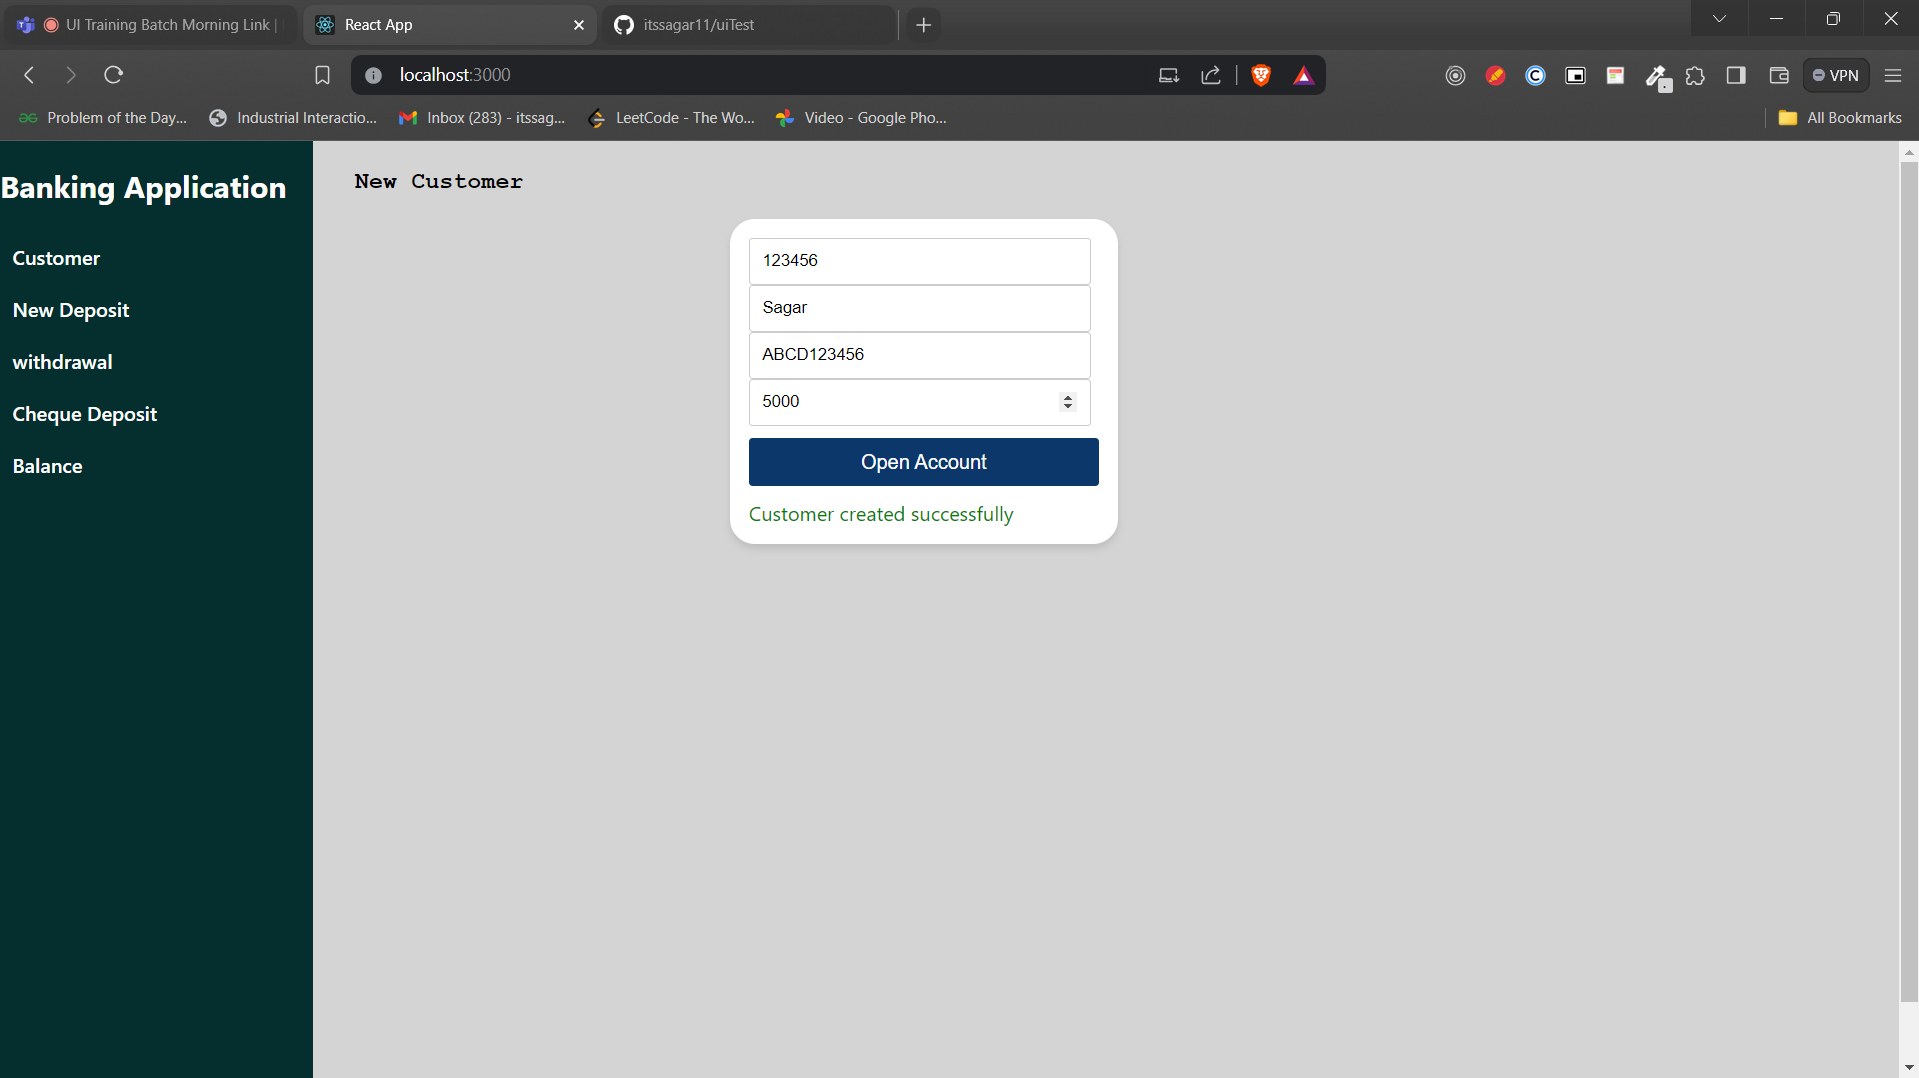 UI Training Batch Morning Link |
React App
itssagar11/uiTest
localhost:3000
VPN
Problem of the Day...
Industrial Interactio...
Inbox (283) - itssag...
LeetCode - The Wo...
Video - Google Pho...
All Bookmarks
Banking Application
Customer
New Deposit
withdrawal
Cheque Deposit
Balance
New Customer
123456
Sagar
ABCD123456
5000
Open Account
Customer created successfully